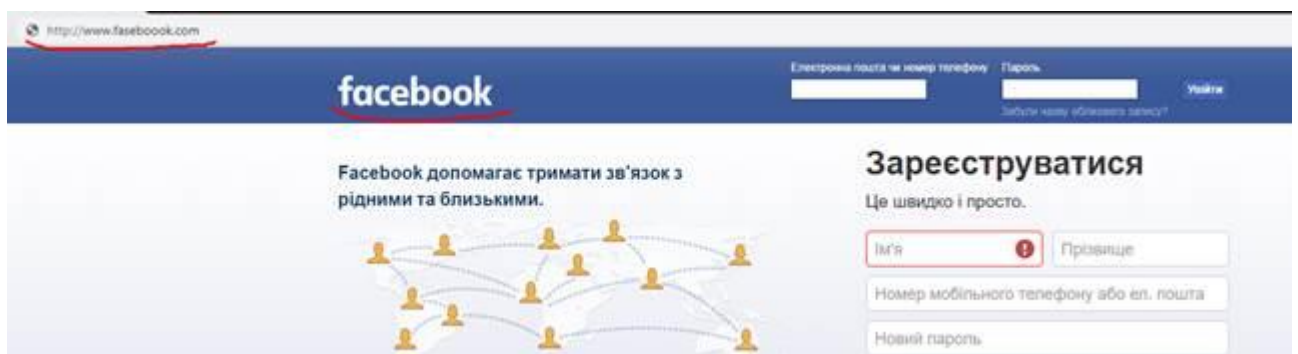 http://www.faseboook.com
facebook
Електронна пошта чи номер телефону
Пароль
Увійти
Забули назву облікового запису?
Facebook допомагає тримати зв'язок з
рідними та близькими.
Зареєструватися
Це швидко і просто.
Ім'я
Прізвище
Номер мобільного телефону або ел. пошта
Новий пароль